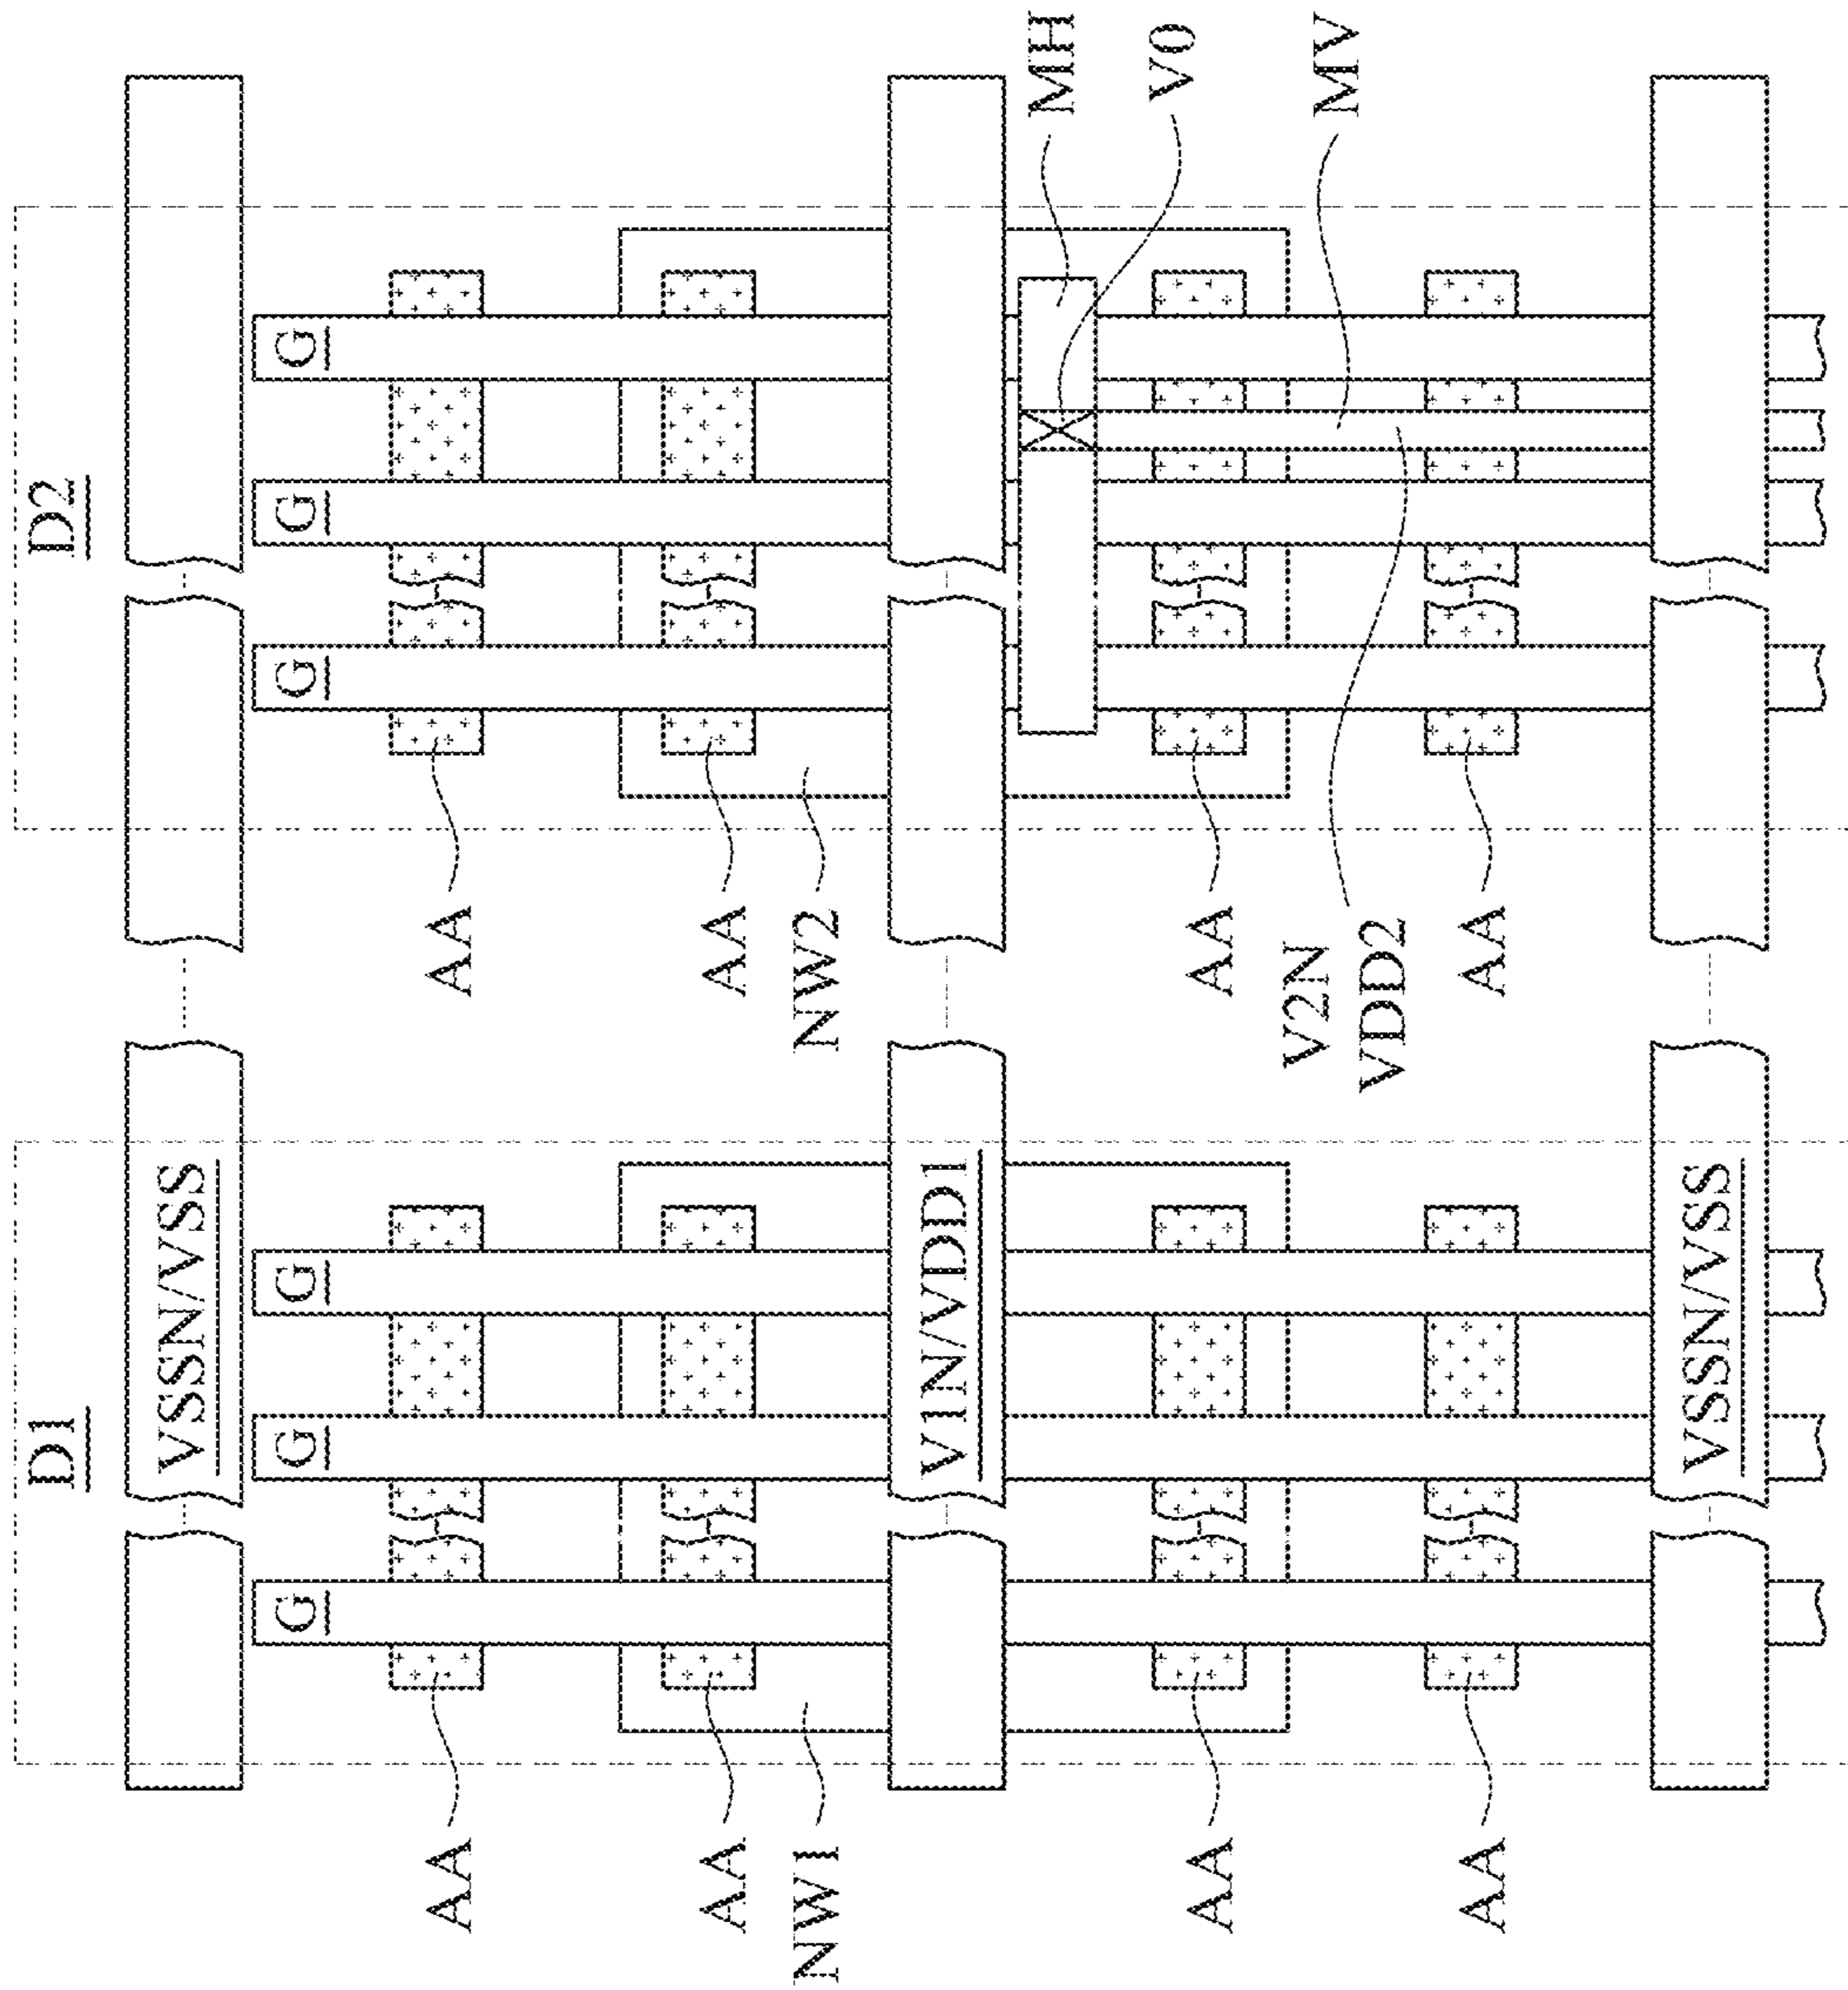 D1
D2
VSSN/VSS
G
G
G
G
G
G
AA
AA
AA
AA
NW1
NW2
V1N/VDD1
MH
V0
AA
AA
V2N
VDD2
MV
AA
AA
VSSN/VSS